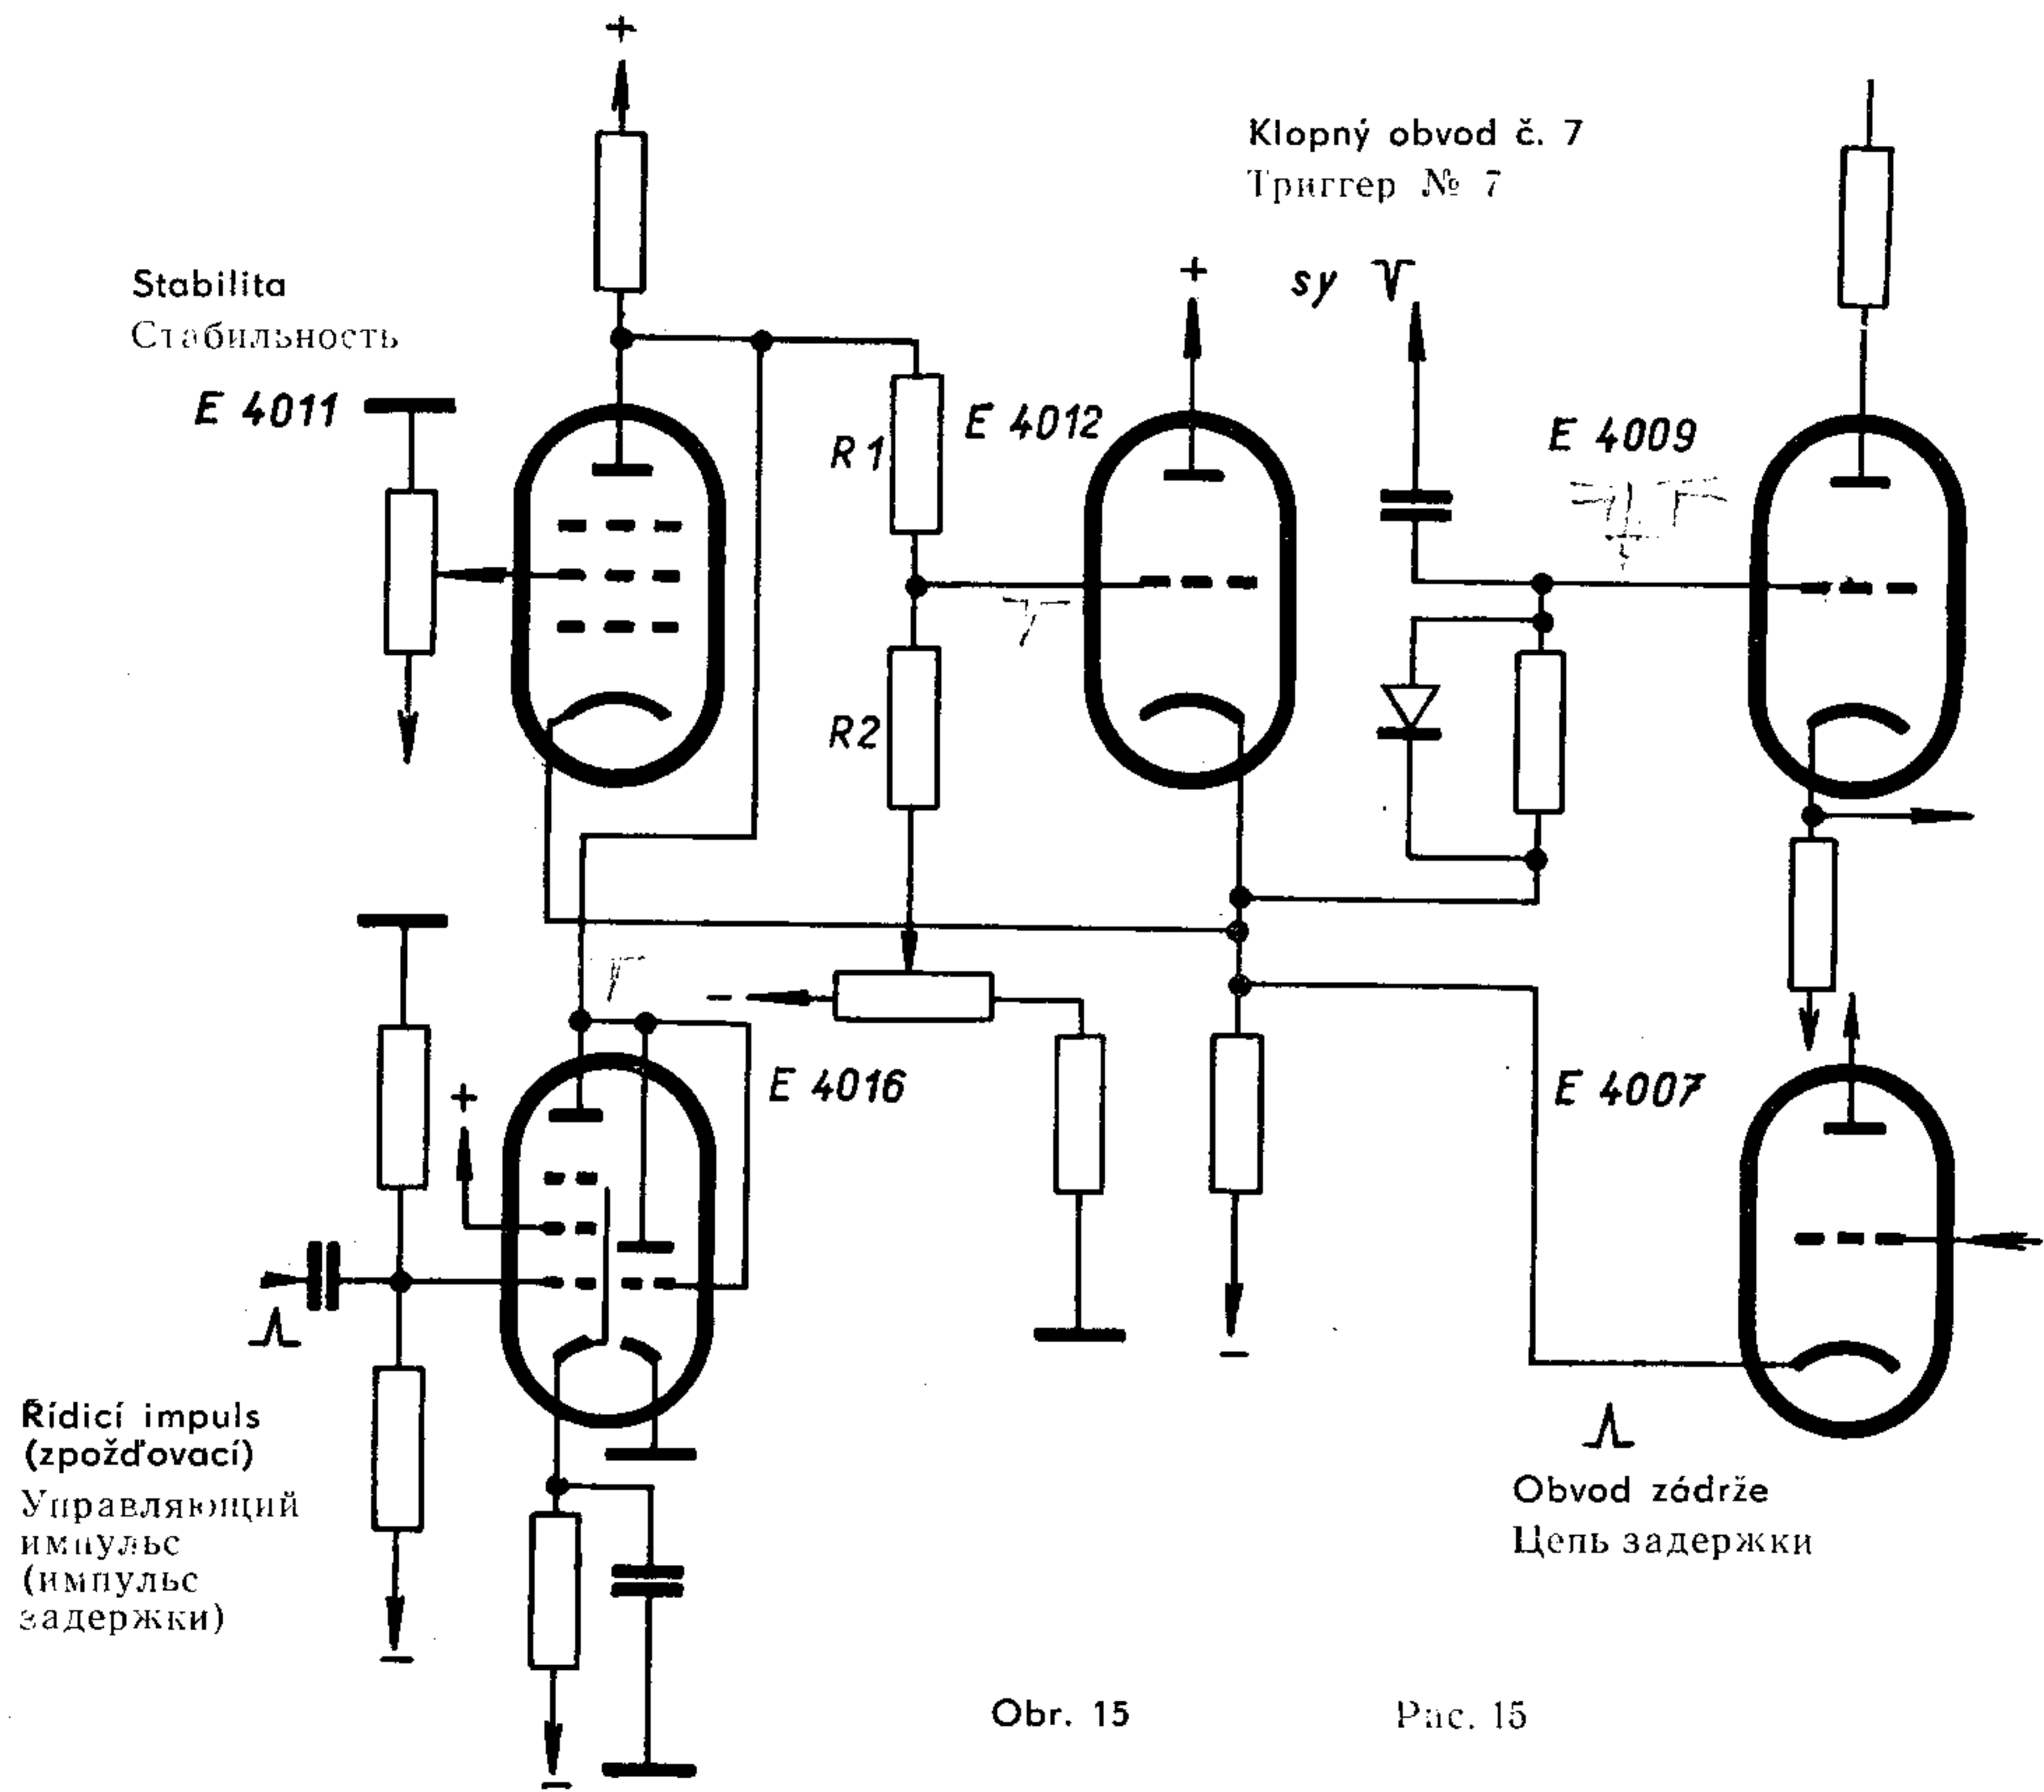 +
Klopný obvod č. 7
Триггер № 7
Stabilita
Стабильность
+
sy
E 4011
R1
E 4012
E 4009
R2
−
+
E 4016
E 4007
−
Řídicí impuls
(zpožďovací)
Управляющий
импульс
(импульс
задержки)
−
Obvod zádrže
Цепь задержки
−
Obr. 15
Рис. 15